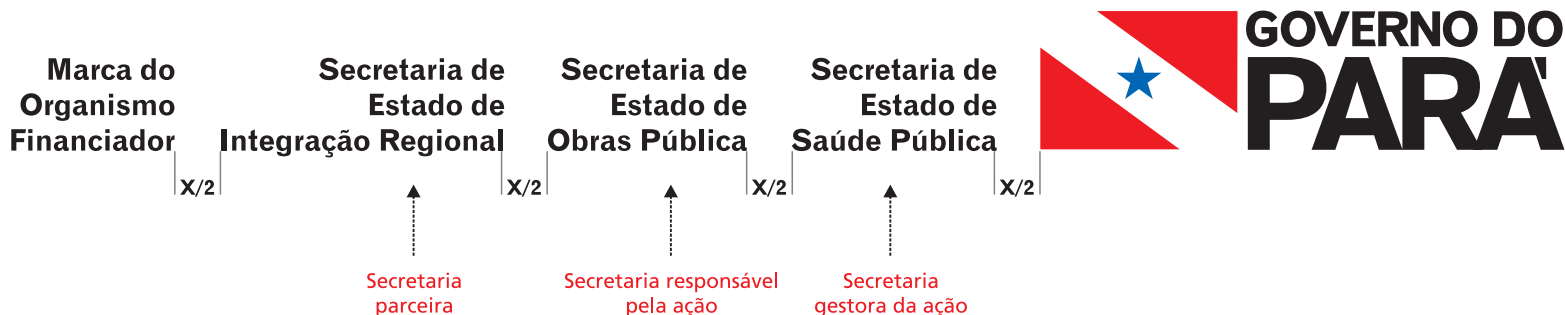 Marca do
Organismo
Financiador
Secretaria de
Estado de
Integração Regional
Secretaria de
Estado de
Obras Pública
Secretaria de
Estado de
Saúde Pública
GOVERNO DO
PARÁ
X/2
X/2
X/2
X/2
Secretaria
parceira
Secretaria responsável
pela ação
Secretaria
gestora da ação